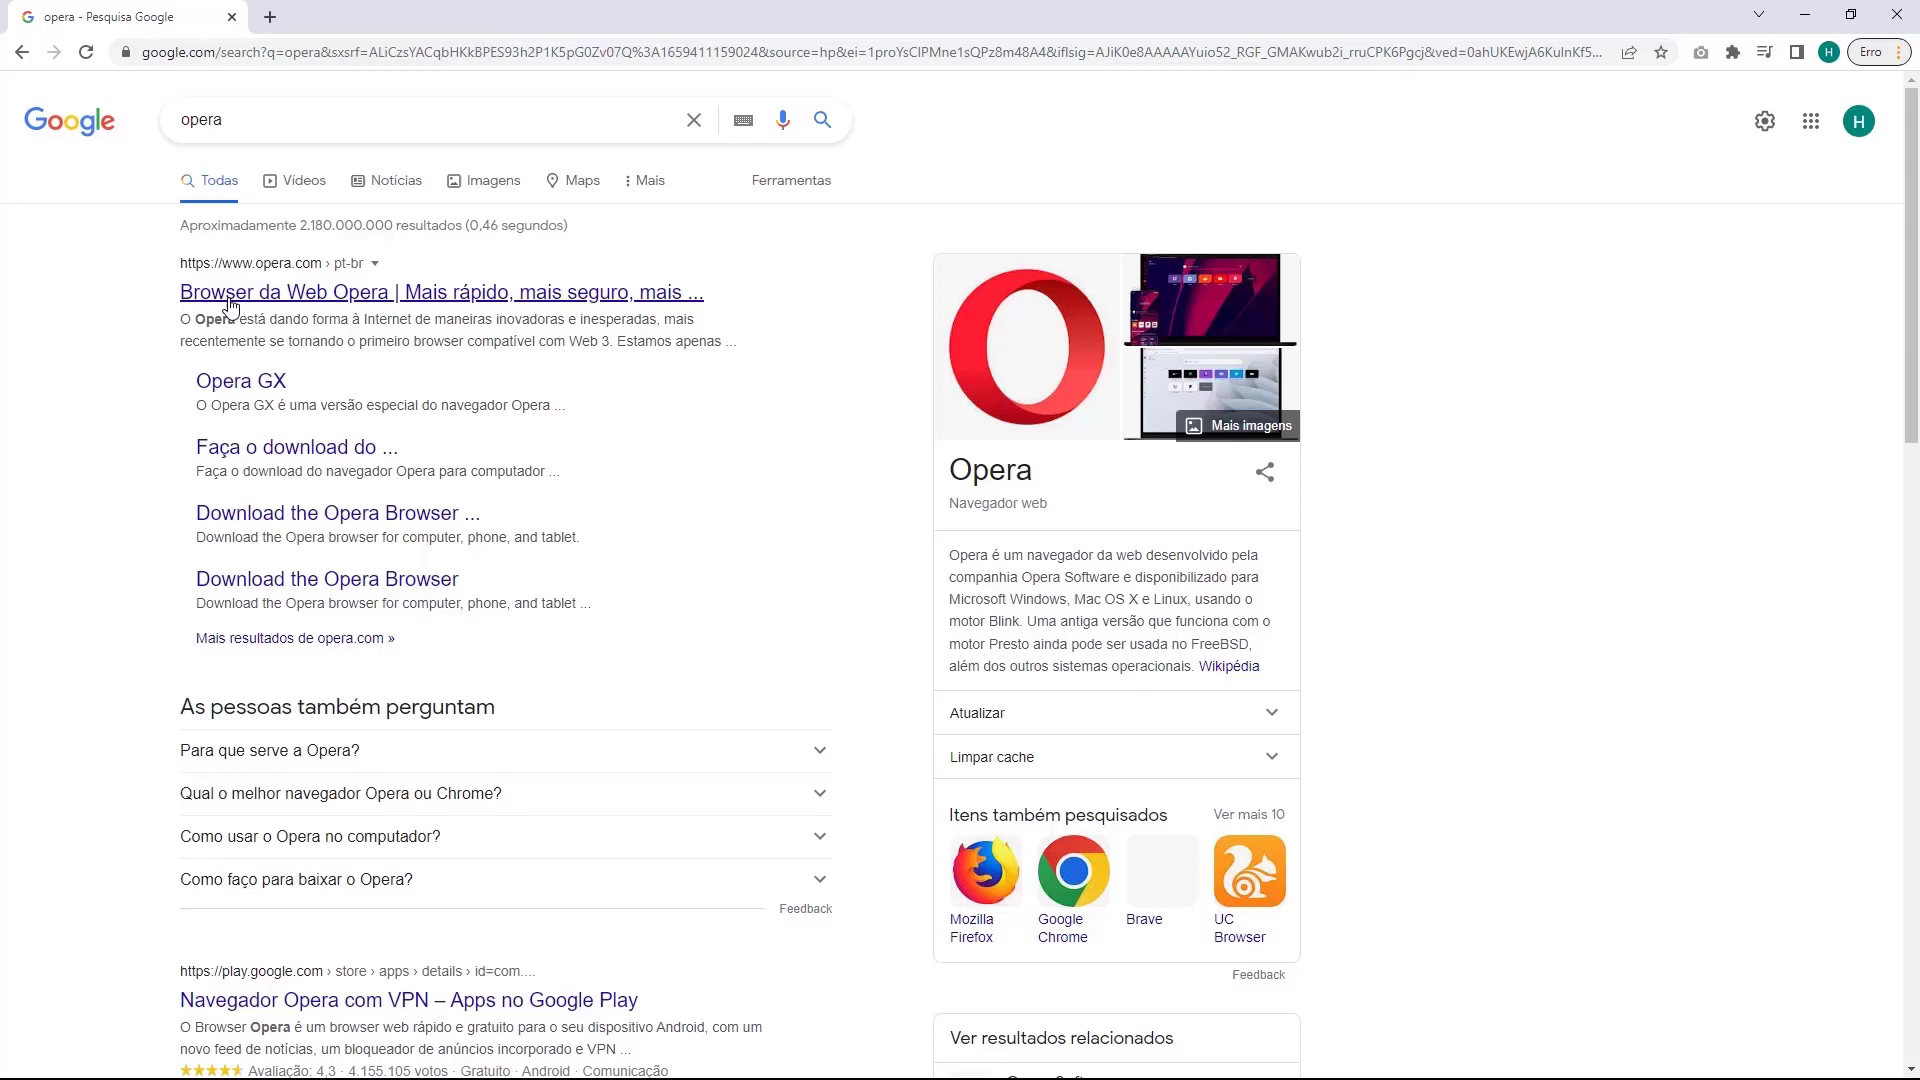 opera - Pesquisa Google
google.com/search?q=opera&sxsrf=ALiCzsYACqbHKkBPES93h2P1K5pG0Zv07Q%3A1659411159024&source=hp&ei=1proYsClPMne1sQPz8m48A4&iflsig=AJiK0e8AAAAAYuio52_RGF_GMAKwub2i_rruCPK6Pgcj&ved=0ahUKEwjA6KulnKf5...
H
Erro
Google
opera
H
Todas
Vídeos
Notícias
Imagens
Maps
Mais
Ferramentas
Aproximadamente 2.180.000.000 resultados (0,46 segundos)
https://www.opera.com › pt-br
Browser da Web Opera | Mais rápido, mais seguro, mais ...
O Opera está dando forma à Internet de maneiras inovadoras e inesperadas, mais
recentemente se tornando o primeiro browser compatível com Web 3. Estamos apenas ...
Opera GX
O Opera GX é uma versão especial do navegador Opera ...
Faça o download do ...
Faça o download do navegador Opera para computador ...
Download the Opera Browser ...
Download the Opera browser for computer, phone, and tablet.
Download the Opera Browser
Download the Opera browser for computer, phone, and tablet ...
Mais resultados de opera.com »
As pessoas também perguntam
Para que serve a Opera?
Qual o melhor navegador Opera ou Chrome?
Como usar o Opera no computador?
Como faço para baixar o Opera?
Feedback
https://play.google.com › store › apps › details › id=com....
Navegador Opera com VPN – Apps no Google Play
O Browser Opera é um browser web rápido e gratuito para o seu dispositivo Android, com um
novo feed de notícias, um bloqueador de anúncios incorporado e VPN ...
Avaliação: 4,3 · 4.155.105 votos · Gratuito · Android · Comunicação
Mais imagens
Opera
Navegador web
Opera é um navegador da web desenvolvido pela
companhia Opera Software e disponibilizado para
Microsoft Windows, Mac OS X e Linux, usando o
motor Blink. Uma antiga versão que funciona com o
motor Presto ainda pode ser usada no FreeBSD,
além dos outros sistemas operacionais. Wikipédia
Atualizar
Limpar cache
Itens também pesquisados
Ver mais 10
Mozilla
Firefox
Google
Chrome
Brave
UC
Browser
Feedback
Ver resultados relacionados